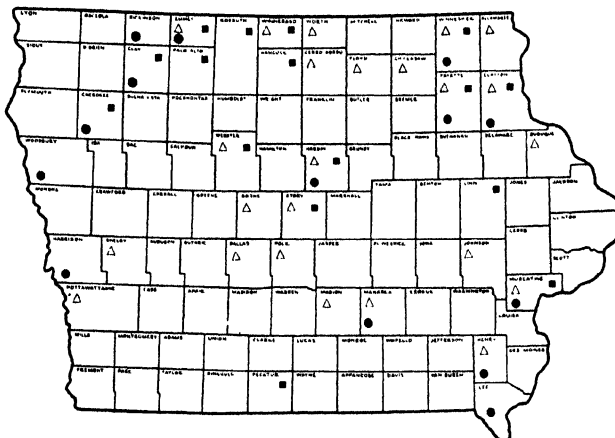 LYON OSCEOLA DICKINSON EMMET KOSSUTH WINNEBAGO WORTH MITCHELL HOWARD WINNESHIEK ALLAMAKEE
SIOUX O'BRIEN CLAY PALO ALTO HANCOCK CERRO GORDO FLOYD CHICKASAW FAYETTE CLAYTON
PLYMOUTH CHEROKEE BUENA VISTA POCAHONTAS HUMBOLDT WRIGHT FRANKLIN BUTLER BREMER
WOODBURY IDA SAC CALHOUN WEBSTER HAMILTON HARDIN GRUNDY BLACK HAWK BUCHANAN DELAWARE DUBUQUE
MONONA CRAWFORD CARROLL GREENE BOONE STORY MARSHALL TAMA BENTON LINN JONES JACKSON
CLINTON
CEDAR
HARRISON SHELBY AUDUBON GUTHRIE DALLAS POLK JASPER POWESHIEK IOWA JOHNSON SCOTT
MUSCATINE
POTTAWATTAMIE CASS ADAIR MADISON WARREN MARION MAHASKA KEOKUK WASHINGTON LOUISA
MILLS MONTGOMERY ADAMS UNION CLARKE LUCAS MONROE WAPELLO JEFFERSON HENRY DES MOINES
FREMONT PAGE TAYLOR RINGGOLD DECATUR WAYNE APPANOOSE DAVIS VAN BUREN LEE